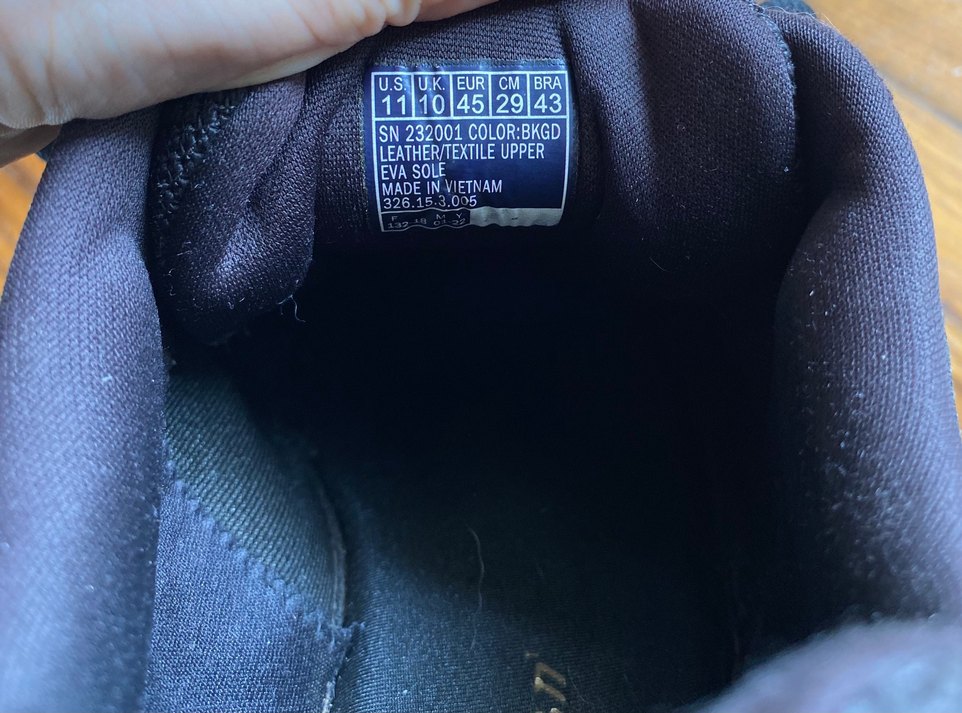 U.S. U.K. EUR CM BRA
11 10 45 29 43
SN 232001 COLOR:BKGD
LEATHER/TEXTILE UPPER
EVA SOLE
MADE IN VIETNAM
326.15.3.005
F M Y